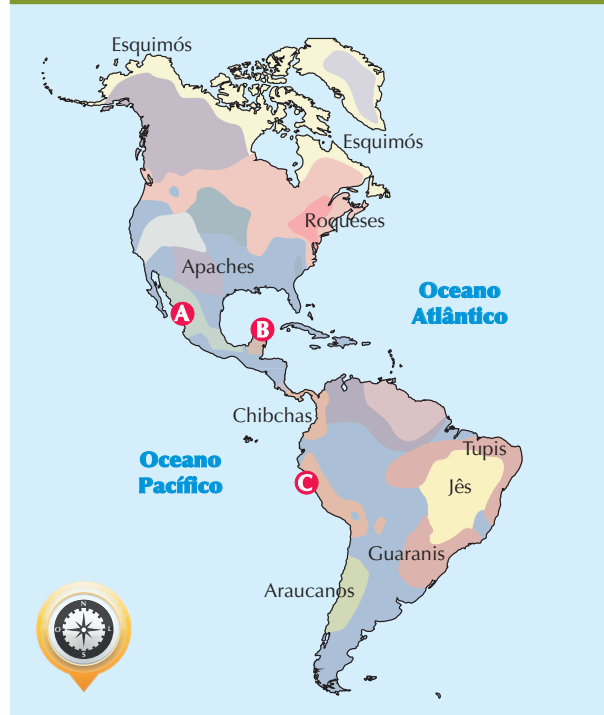 Esquimós
Esquimós
Roqueses
Apaches
Oceano
Atlântico
A
B
Chibchas
Oceano
Pacífico
C
Tupis
Jês
Guaranis
Araucanos
N
O
L
S